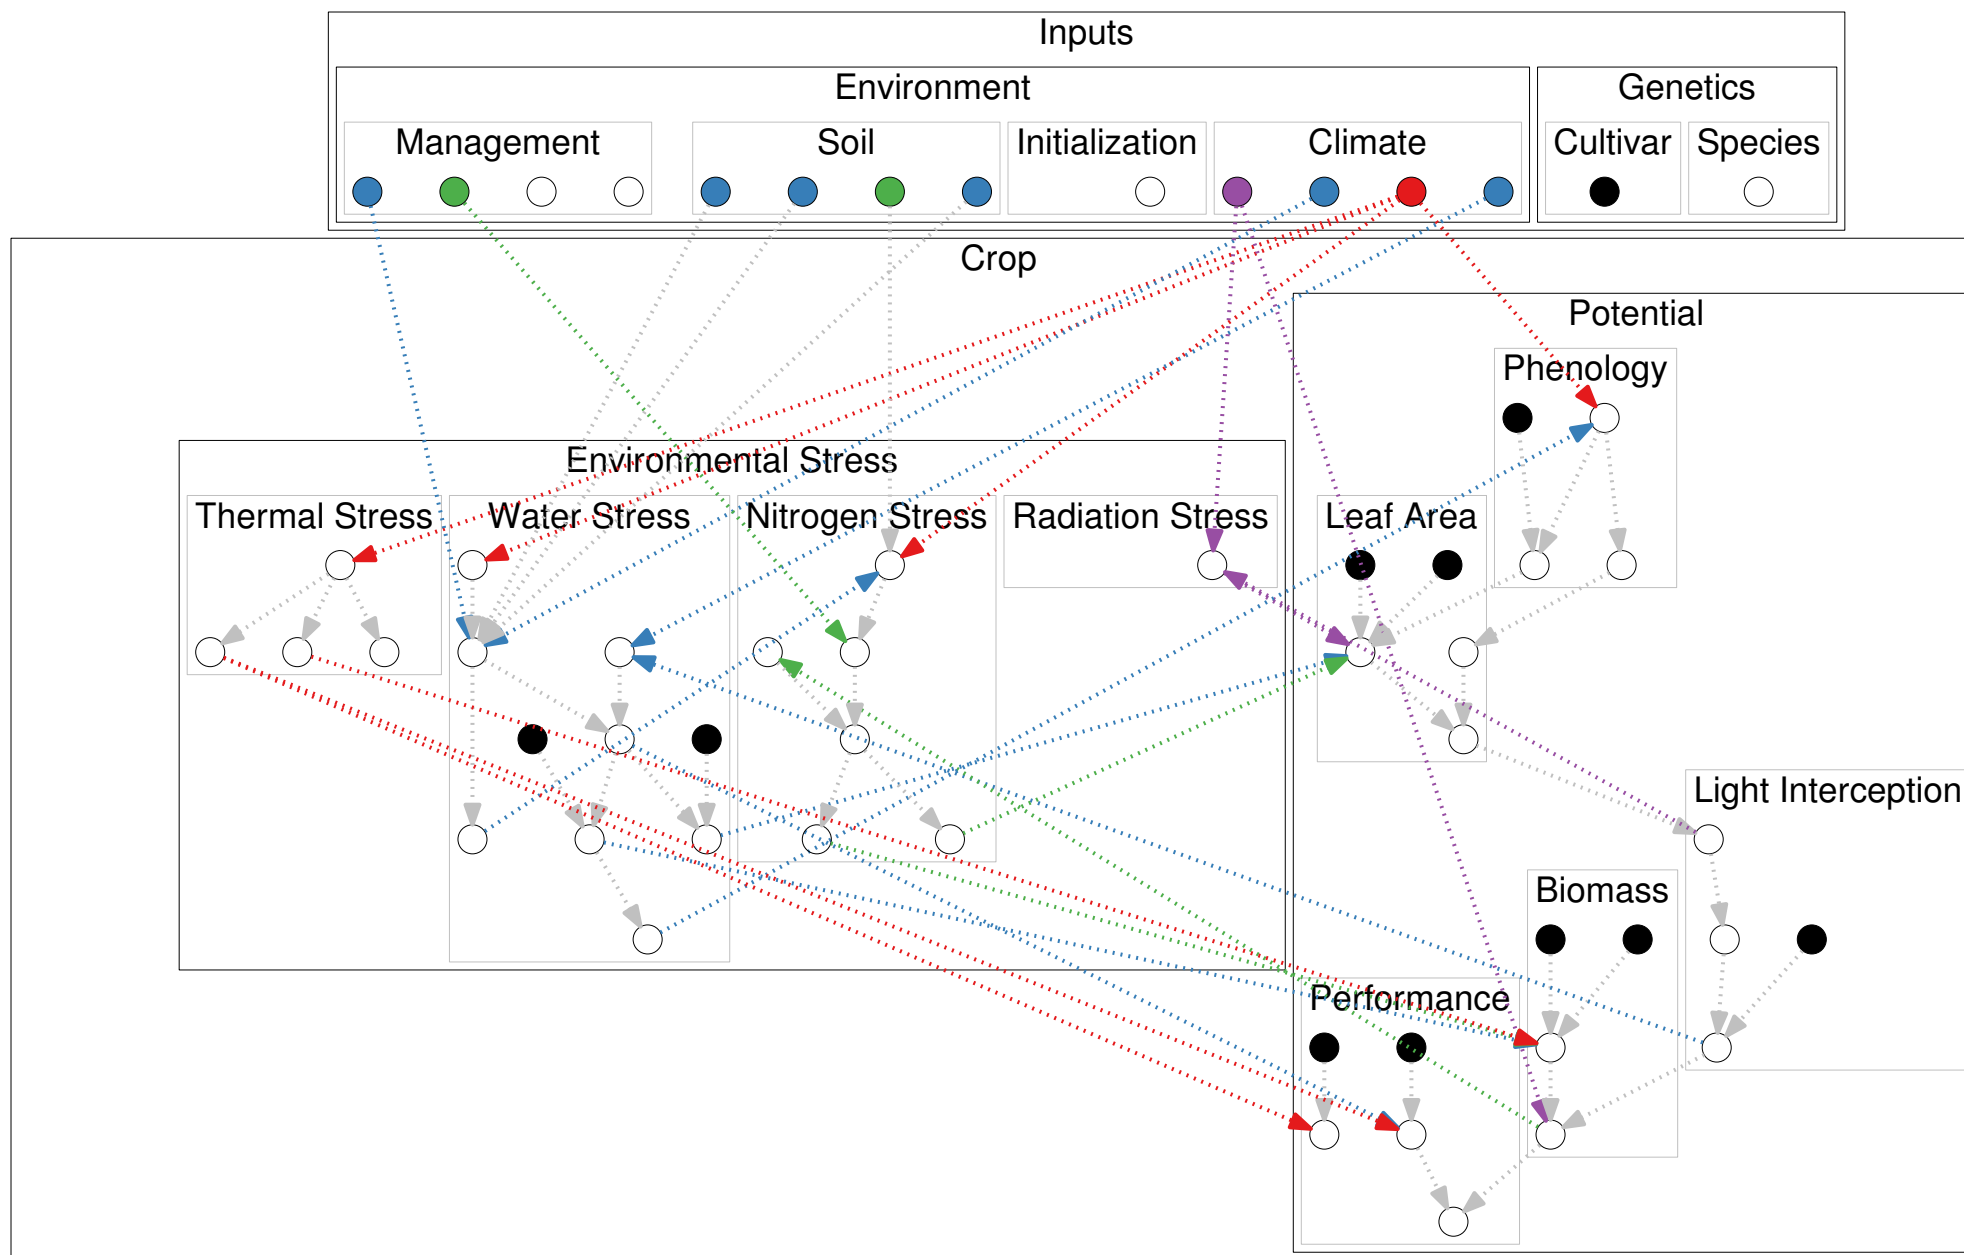 Inputs
Environment
Genetics
Management
Soil
Initialization
Climate
Cultivar
Species
Crop
Potential
Phenology
Environmental Stress
Thermal Stress
Water Stress
Nitrogen Stress
Radiation Stress
Leaf Area
Light Interception
Biomass
Performance